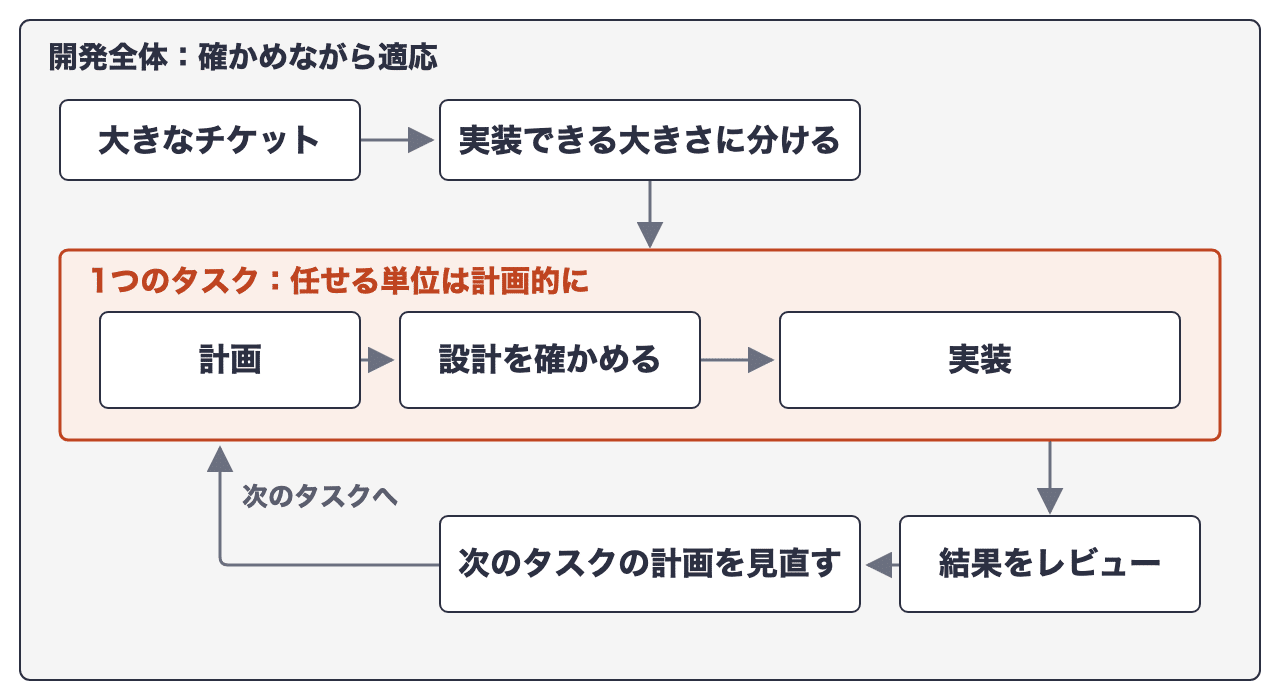 開発全体：確かめながら適応
大きなチケット
実装できる大きさに分ける
1つのタスク：任せる単位は計画的に
計画
設計を確かめる
実装
次のタスクへ
次のタスクの計画を見直す
結果をレビュー